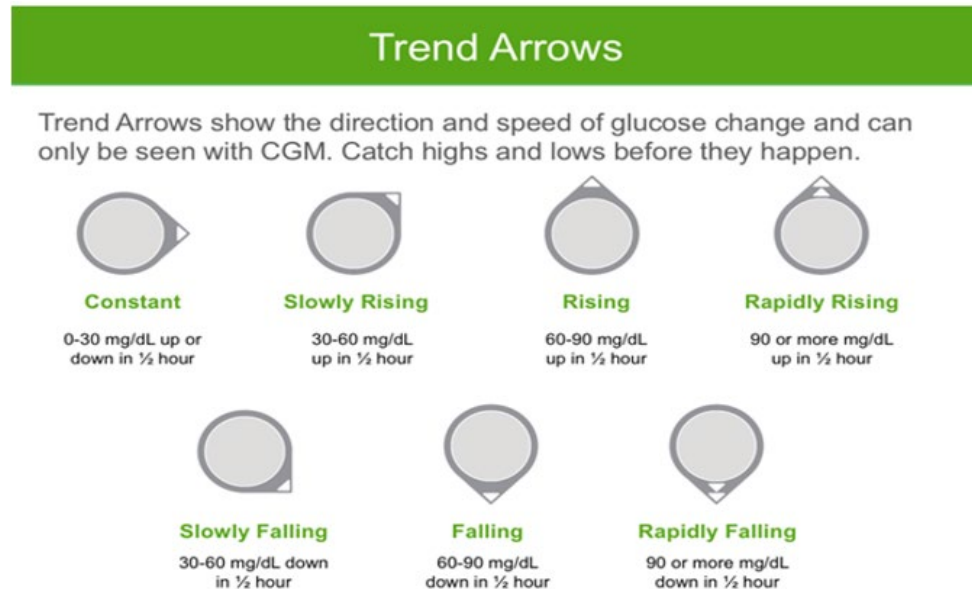 Trend Arrows
Trend Arrows show the direction and speed of glucose change and can
only be seen with CGM. Catch highs and lows before they happen.
Constant
0-30 mg/dL up or
down in ½ hour
Slowly Rising
30-60 mg/dL
up in ½ hour
Rising
60-90 mg/dL
up in ½ hour
Rapidly Rising
90 or more mg/dL
up in ½ hour
Slowly Falling
30-60 mg/dL down
in ½ hour
Falling
60-90 mg/dL
down in ½ hour
Rapidly Falling
90 or more mg/dL
down in ½ hour